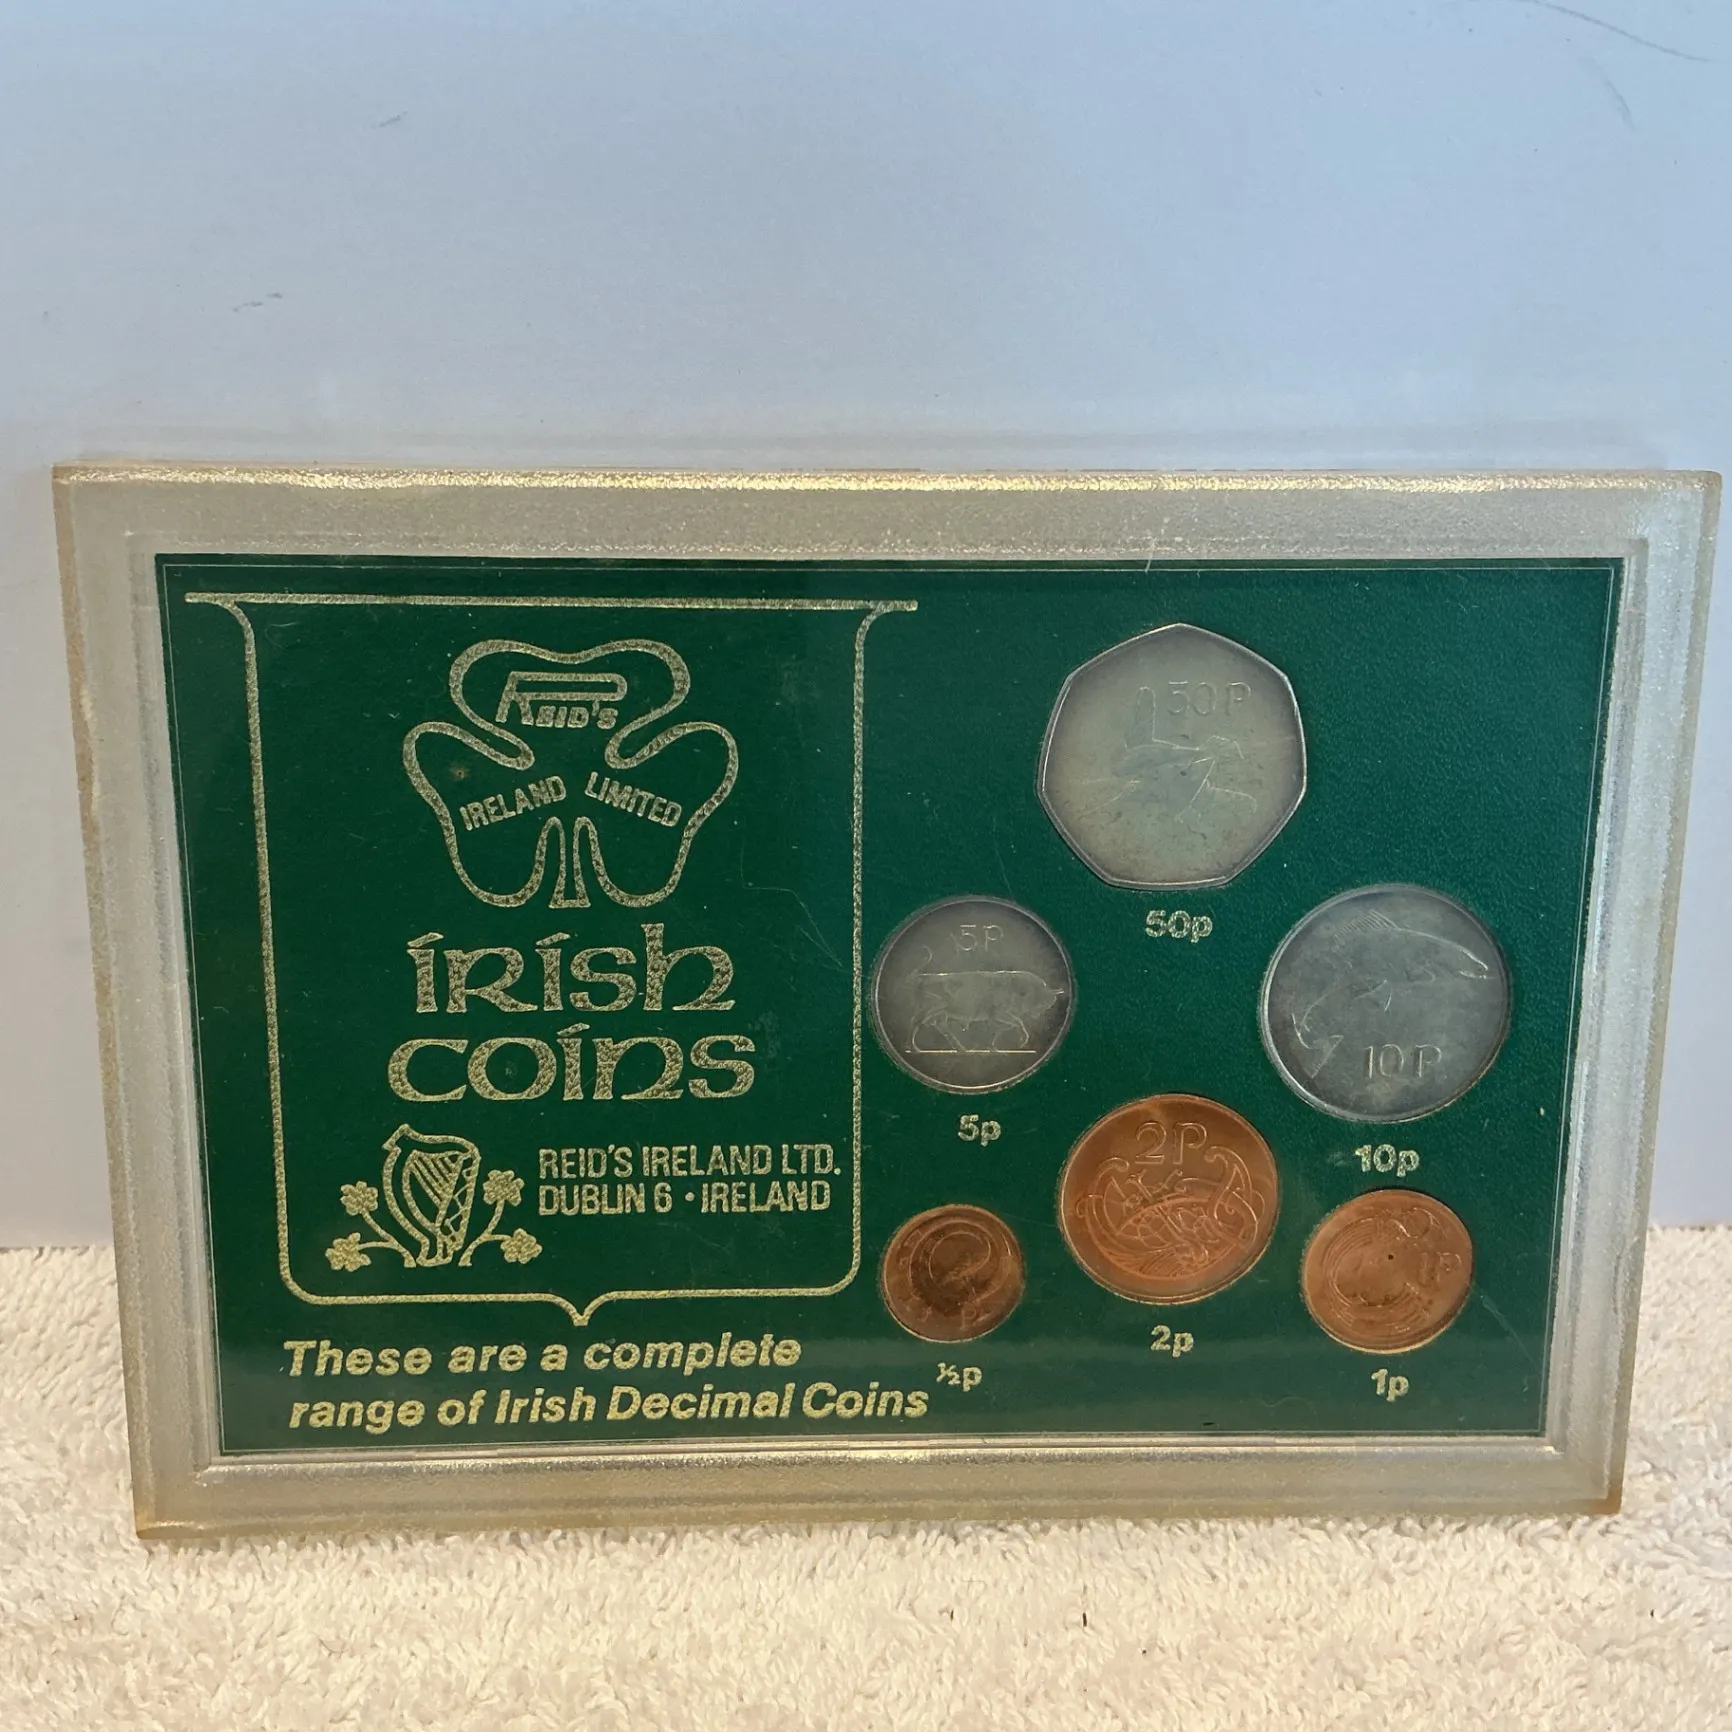 REID'S
IRELAND LIMITED
IRISH
COINS
REID'S IRELAND LTD.
DUBLIN 6 • IRELAND
These are a complete
range of Irish Decimal Coins
50P
50p
5P
5p
10P
10p
2P
2p
½p
1P
1p